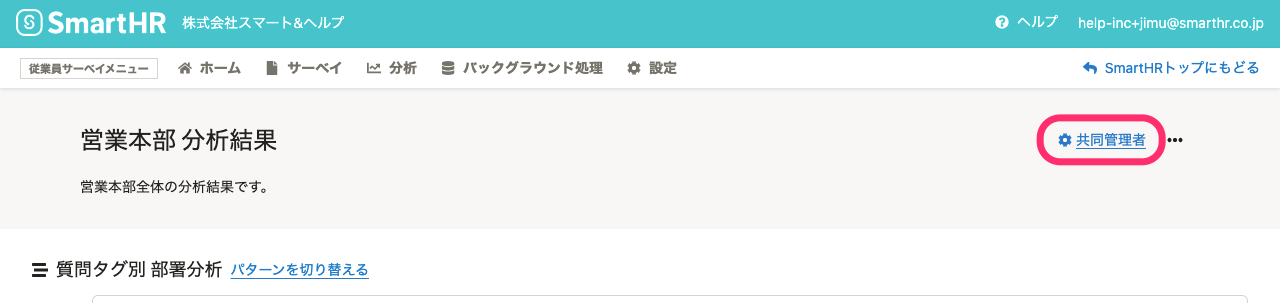 SmartHR 株式会社スマート&ヘルプ ヘルプ help-inc+jimu@smarthr.co.jp
従業員サーベイメニュー ホーム サーベイ 分析 バックグラウンド処理 設定 SmartHRトップにもどる
営業本部 分析結果 共同管理者
営業本部全体の分析結果です。
質問タグ別 部署分析 パターンを切り替える